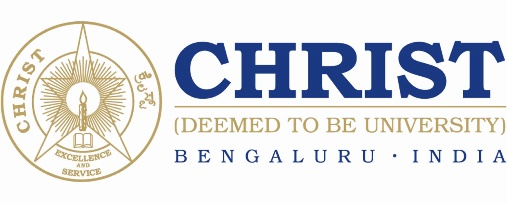 CHRIST
ಕ್ರೈಸ್ಟ್
EXCELLENCE
AND
SERVICE
CHRIST
(DEEMED TO BE UNIVERSITY)
BENGALURU · INDIA